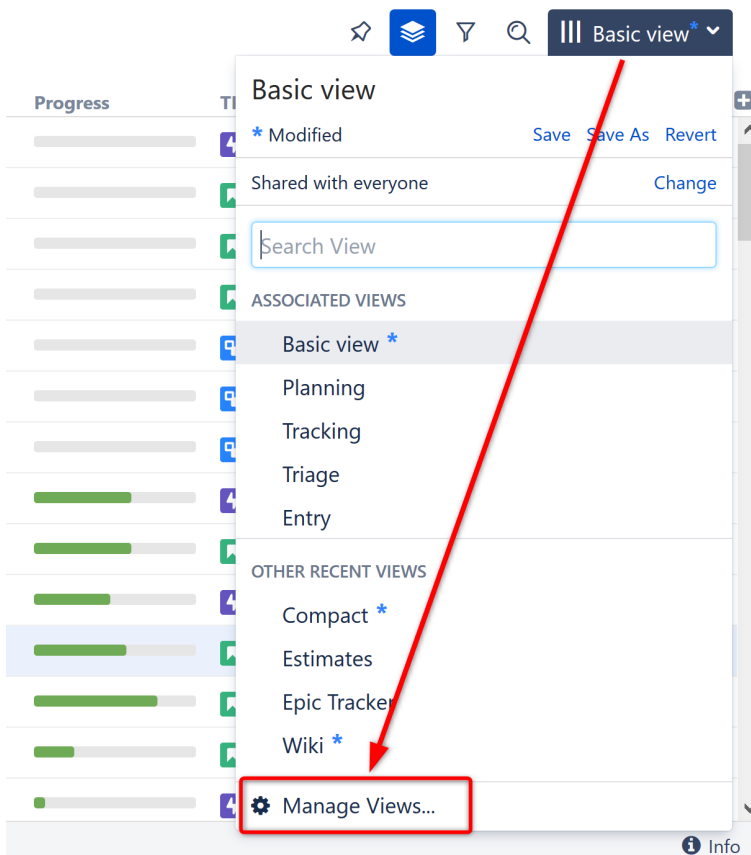 Basic view*
Progress
Basic view
* Modified
Save
Save As
Revert
Shared with everyone
Change
Search View
ASSOCIATED VIEWS
Basic view *
Planning
Tracking
Triage
Entry
OTHER RECENT VIEWS
Compact *
Estimates
Epic Tracker
Wiki *
Manage Views...
Info